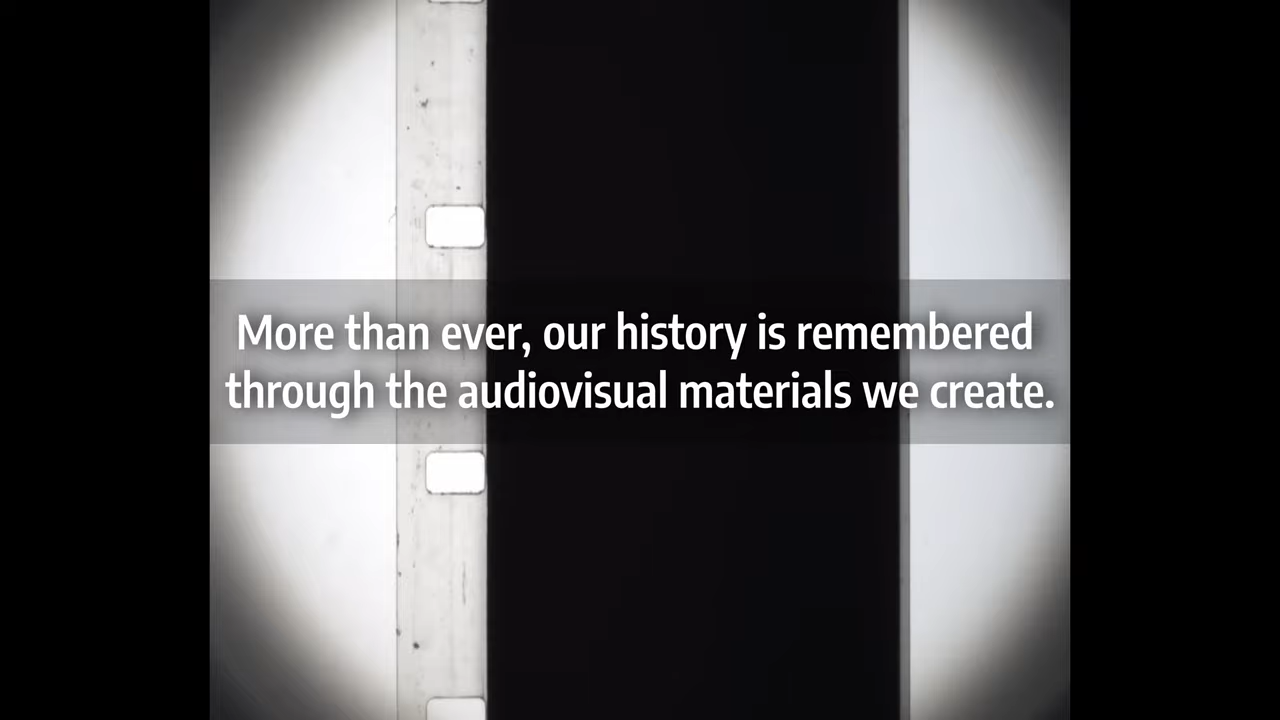 More than ever, our history is remembered
through the audiovisual materials we create.